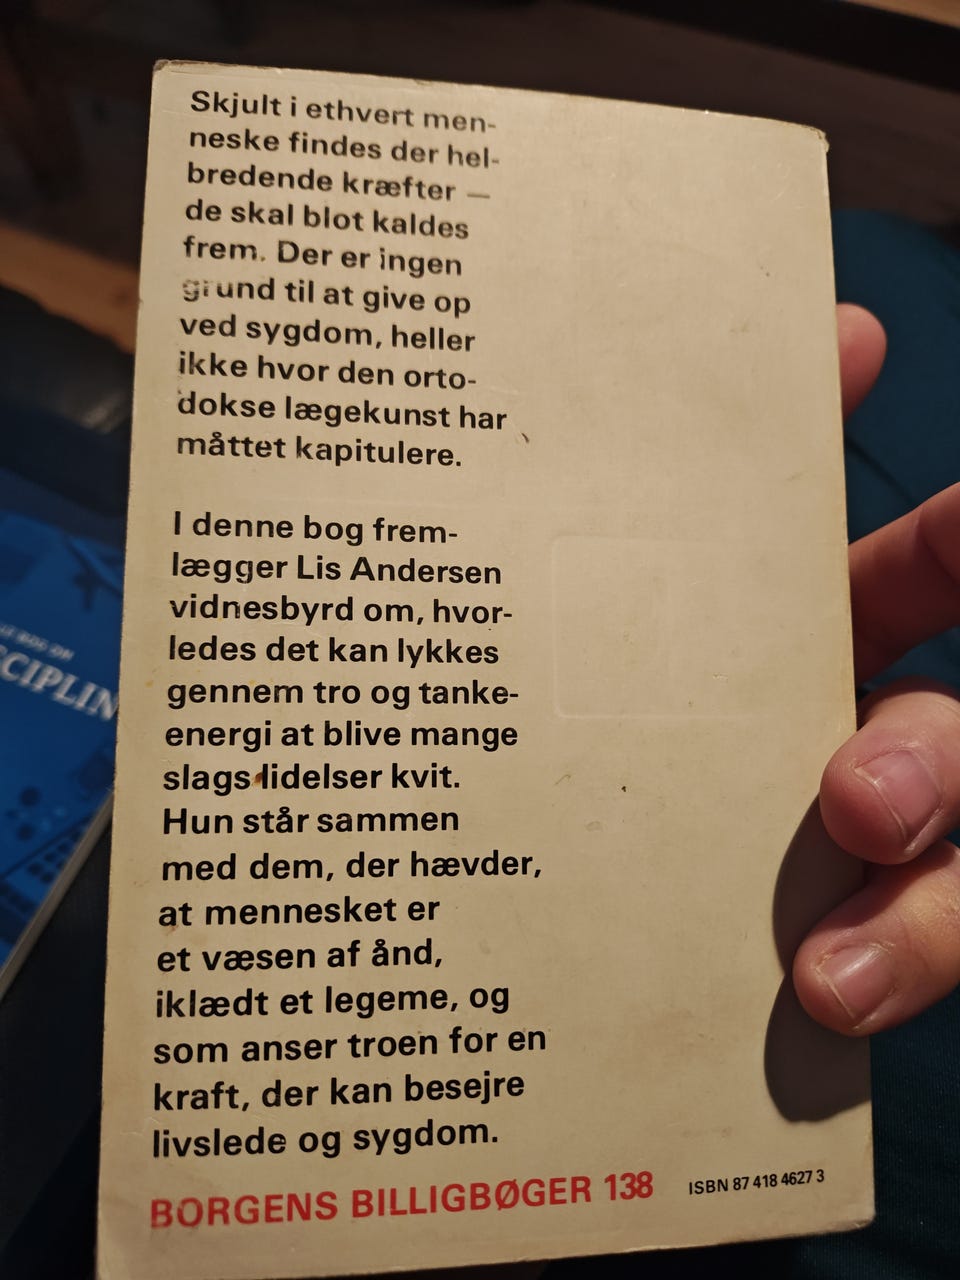 Skjult i ethvert men-
neske findes der hel-
bredende kræfter —
de skal blot kaldes
frem. Der er ingen
grund til at give op
ved sygdom, heller
ikke hvor den orto-
dokse lægekunst har
måttet kapitulere.
I denne bog frem-
lægger Lis Andersen
vidnesbyrd om, hvor-
ledes det kan lykkes
gennem tro og tanke-
energi at blive mange
slags lidelser kvit.
Hun står sammen
med dem, der hævder,
at mennesket er
et væsen af ånd,
iklædt et legeme, og
som anser troen for en
kraft, der kan besejre
livslede og sygdom.
BORGENS BILLIGBØGER 138
ISBN 87 418 4627 3
BOG OM
SCIPLIN